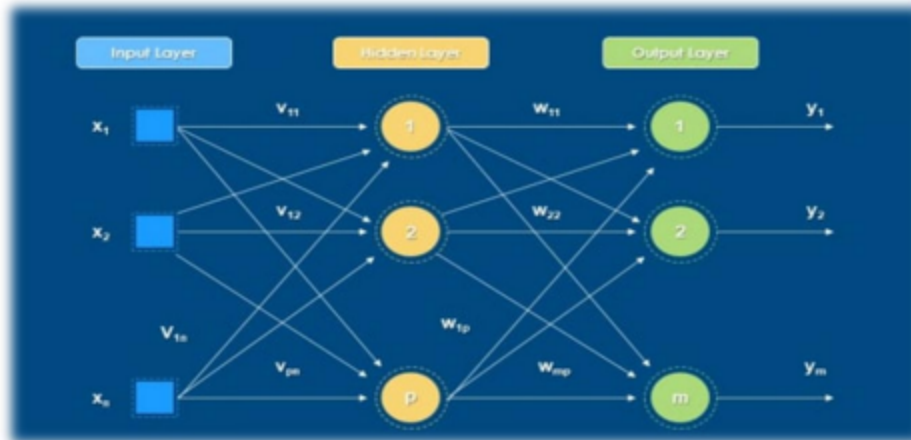 Input Layer Hidden Layer Output Layer
x₁ v₁₁ 1 w₁₁ 1 y₁
x₂ v₁₂ 2 w₂₂ 2 y₂
V₁ₙ w₁ₚ
xₙ vₚₙ p wₘₚ m yₘ